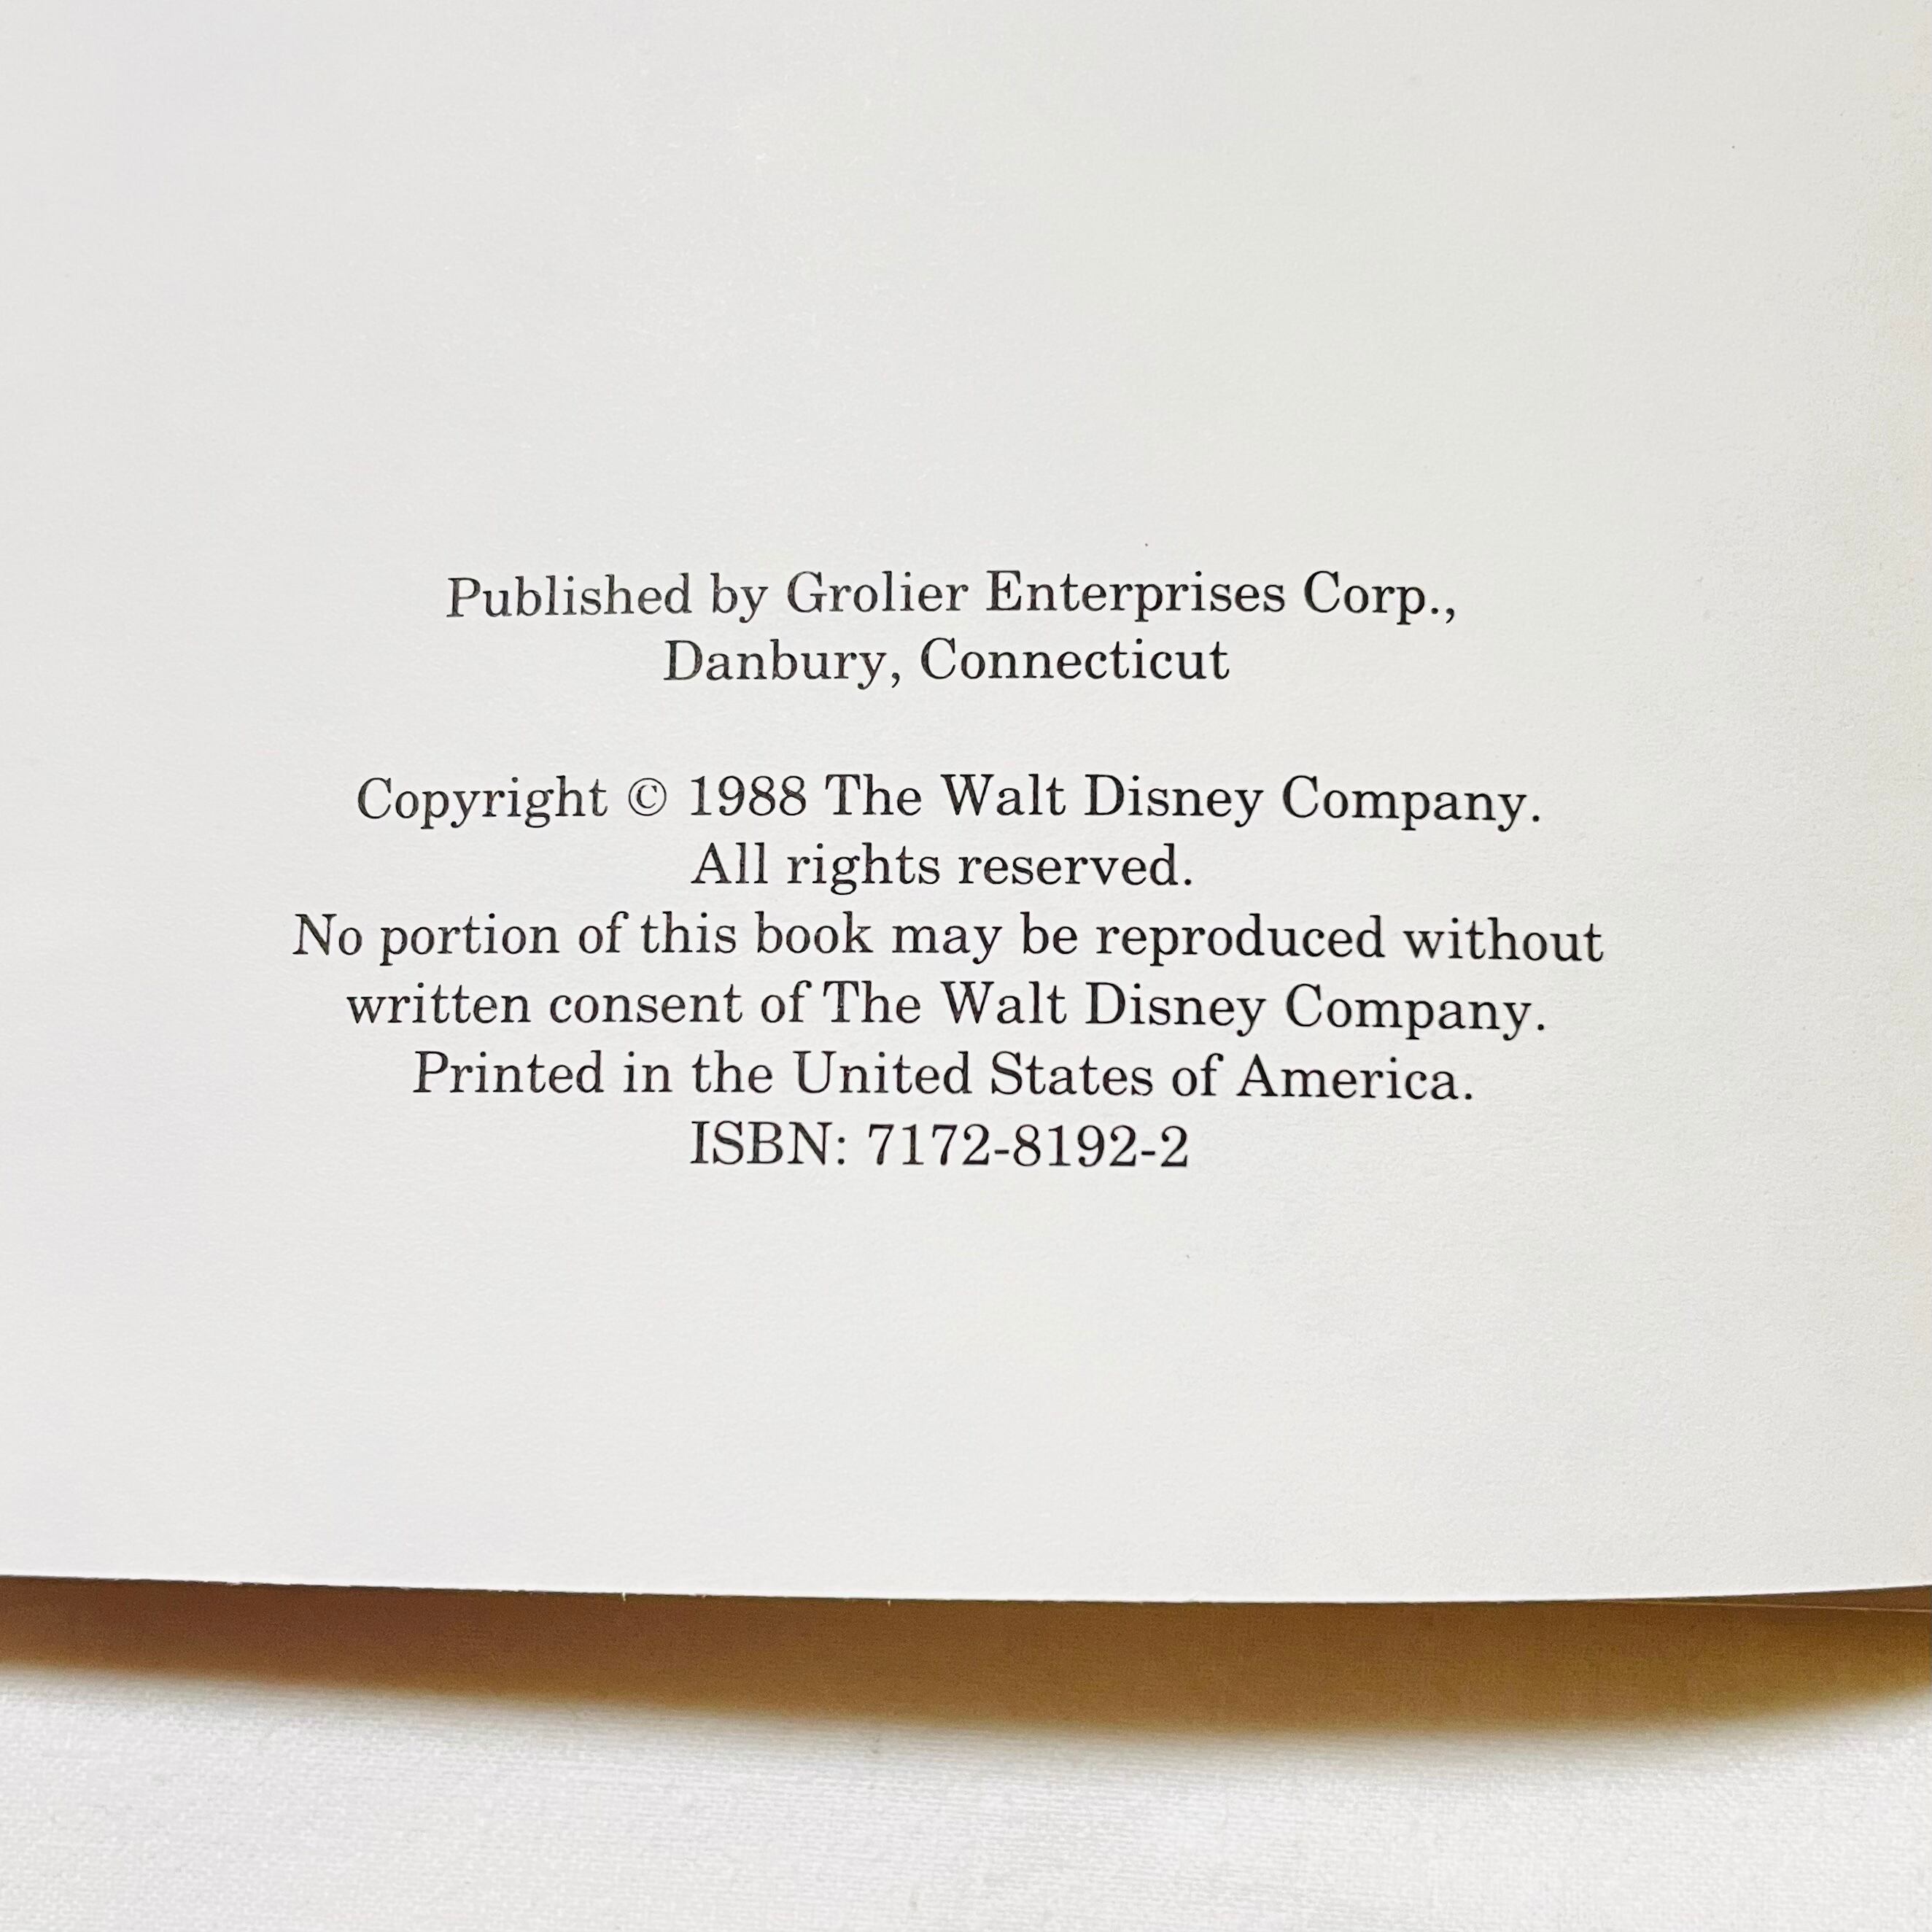 Published by Grolier Enterprises Corp.,
Danbury, Connecticut
Copyright © 1988 The Walt Disney Company.
All rights reserved.
No portion of this book may be reproduced without
written consent of The Walt Disney Company.
Printed in the United States of America.
ISBN: 7172-8192-2